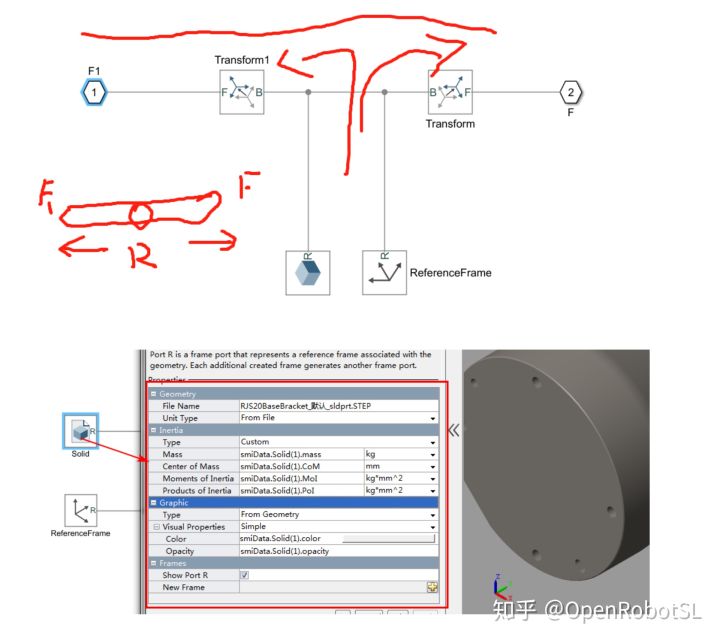 Transform1
F1
1
F
B
B
F
2
Transform
F
F1
F
R
R
R
ReferenceFrame
Port R is a frame port that represents a reference frame associated with the
geometry. Each additional created frame generates another frame port.
Properties
Geometry
File Name RJS20BaseBracket_默认_sldprt.STEP
Unit Type From File
Inertia
Type Custom
Mass smiData.Solid(1).mass kg
Center of Mass smiData.Solid(1).CoM mm
Moments of Inertia smiData.Solid(1).MoI kg*mm^2
Products of Inertia smiData.Solid(1).PoI kg*mm^2
Graphic
Type From Geometry
Visual Properties Simple
Color smiData.Solid(1).color
Opacity smiData.Solid(1).opacity
Frames
Show Port R
New Frame
R
Solid
R
ReferenceFrame
z
x
知乎 @OpenRobotSL